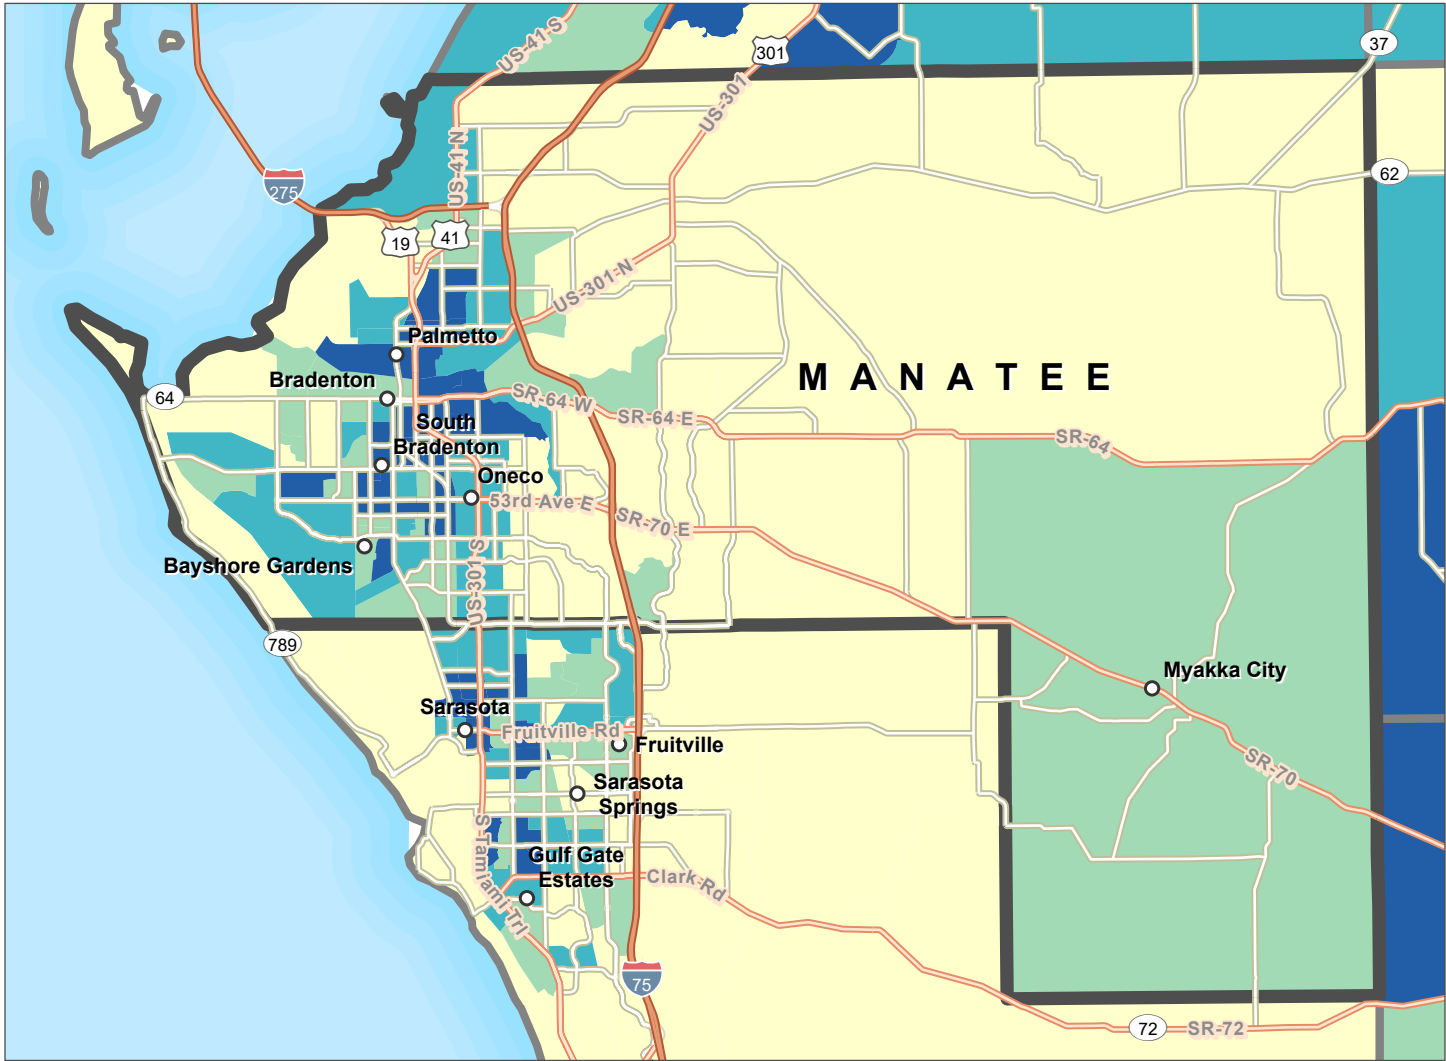 US-41 S
301
37
US-301
US-41 N
62
275
19
41
US-301 N
Palmetto
MANATEE
Bradenton
64
SR-64 W
SR-64 E
South
Bradenton
SR-64
Oneco
53rd Ave E
SR-70 E
Bayshore Gardens
US-301 S
789
Myakka City
Sarasota
Fruitville Rd
Fruitville
SR-70
Sarasota
Springs
S Tamiami Trl
Gulf Gate
Estates
Clark Rd
75
72
SR-72